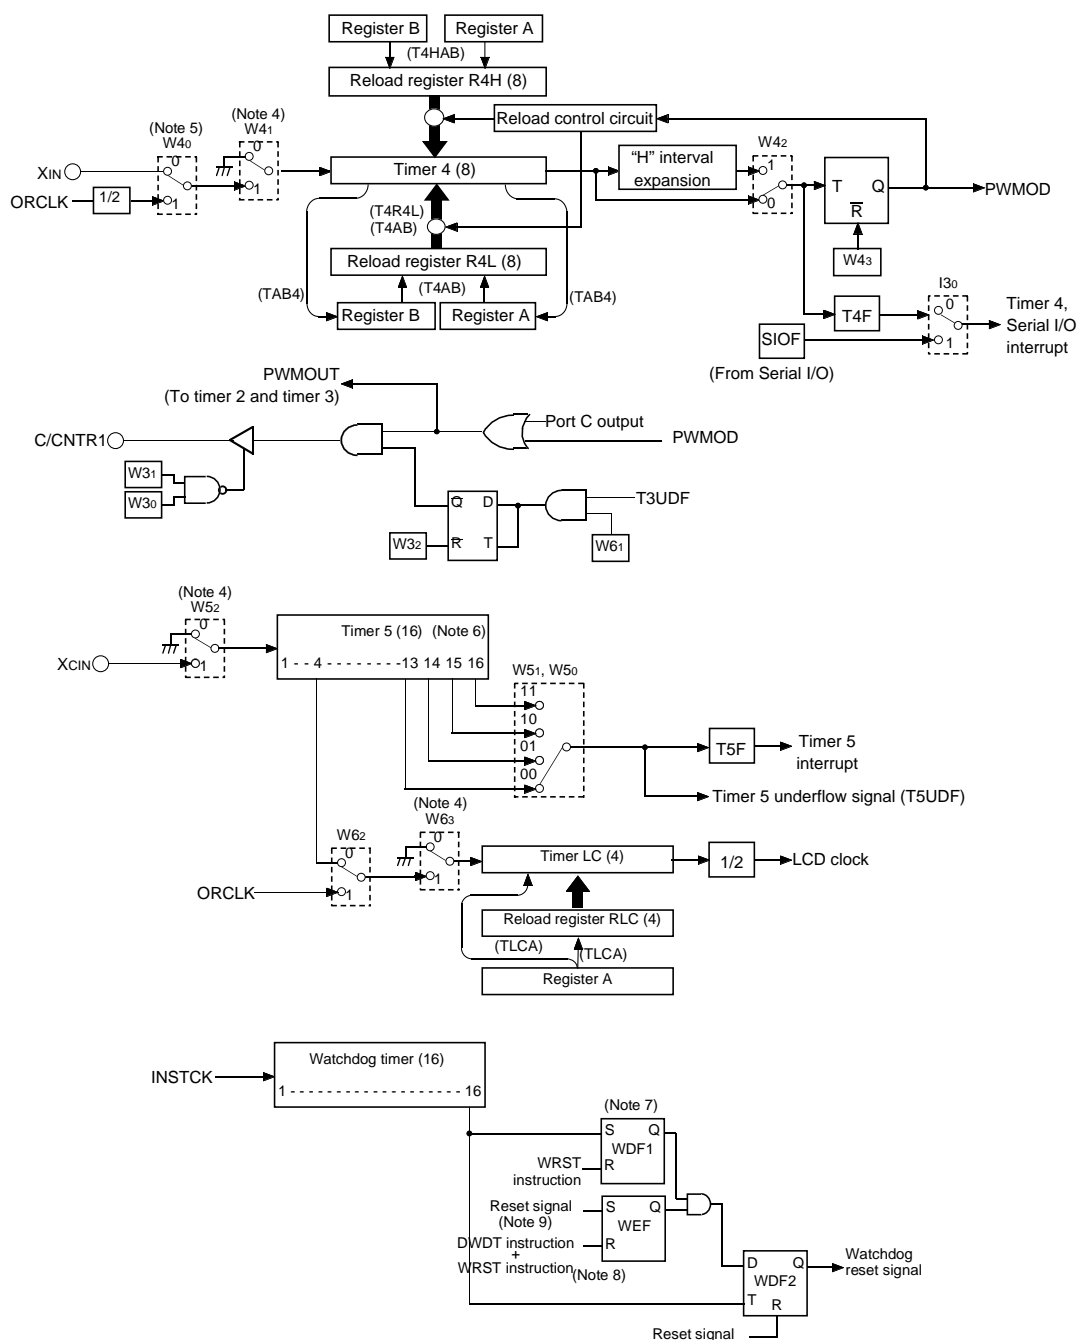 Register B
Register A
(T4HAB)
Reload register R4H (8)
Reload control circuit
(Note 5)
W40
(Note 4)
W41
XIN
0
1
0
1
ORCLK
1/2
Timer 4 (8)
“H” interval
expansion
W42
1
0
T Q
R
PWMOD
W43
(T4R4L)
(T4AB)
Reload register R4L (8)
(TAB4)
(T4AB)
(TAB4)
Register B
Register A
T4F
I30
0
1
Timer 4,
Serial I/O
interrupt
SIOF
(From Serial I/O)
PWMOUT
(To timer 2 and timer 3)
Port C output
PWMOD
C/CNTR1
W31
W30
Q D
R T
T3UDF
W32
W61
(Note 4)
W52
0
1
XCIN
Timer 5 (16) (Note 6)
1 - - 4 - - - - - - - -13 14 15 16
W51, W50
11
10
01
00
T5F
Timer 5
interrupt
Timer 5 underflow signal (T5UDF)
W62
0
1
(Note 4)
W63
0
1
ORCLK
Timer LC (4)
1/2
LCD clock
Reload register RLC (4)
(TLCA)
(TLCA)
Register A
INSTCK
Watchdog timer (16)
1 - - - - - - - - - - - - - - - - - - 16
(Note 7)
S Q
WDF1
R
WRST
instruction
Reset signal
(Note 9)
S Q
WEF
R
DWDT instruction
+
WRST instruction
(Note 8)
D Q
WDF2
T R
Watchdog
reset signal
Reset signal